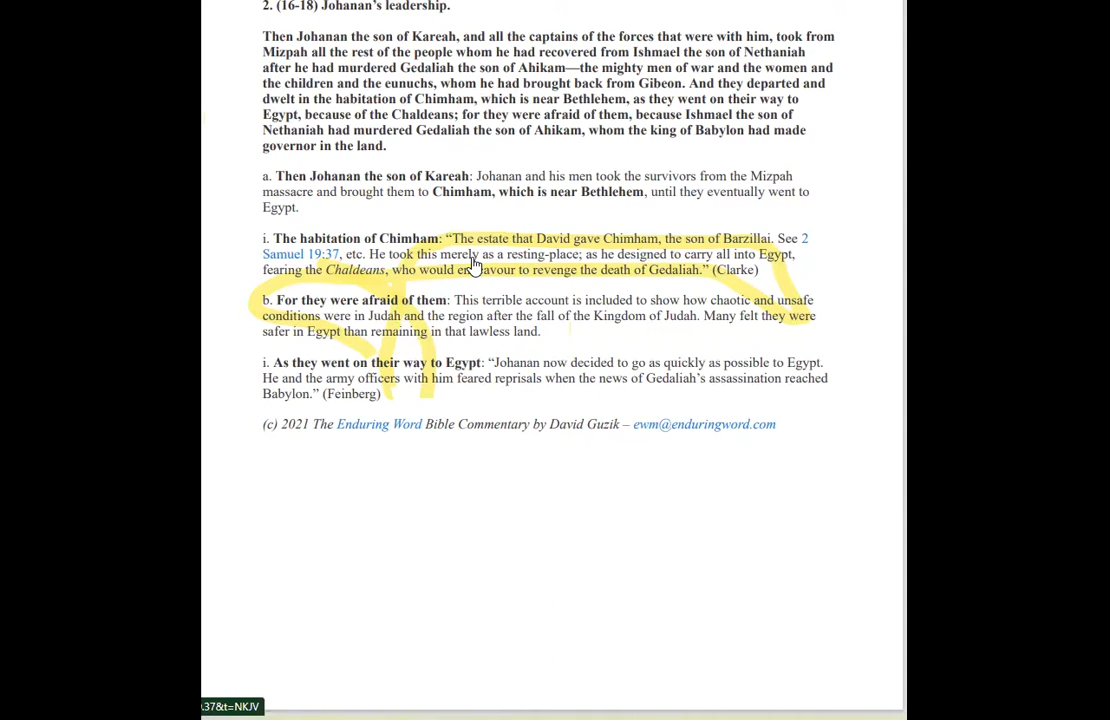 2. (16-18) Johanan’s leadership.
Then Johanan the son of Kareah, and all the captains of the forces that were with him, took from
Mizpah all the rest of the people whom he had recovered from Ishmael the son of Nethaniah
after he had murdered Gedaliah the son of Ahikam—the mighty men of war and the women and
the children and the eunuchs, whom he had brought back from Gibeon. And they departed and
dwelt in the habitation of Chimham, which is near Bethlehem, as they went on their way to
Egypt, because of the Chaldeans; for they were afraid of them, because Ishmael the son of
Nethaniah had murdered Gedaliah the son of Ahikam, whom the king of Babylon had made
governor in the land.
a. Then Johanan the son of Kareah: Johanan and his men took the survivors from the Mizpah
massacre and brought them to Chimham, which is near Bethlehem, until they eventually went to
Egypt.
i. The habitation of Chimham: “The estate that David gave Chimham, the son of Barzillai. See 2
Samuel 19:37, etc. He took this merely as a resting-place; as he designed to carry all into Egypt,
fearing the Chaldeans, who would endeavour to revenge the death of Gedaliah.” (Clarke)
b. For they were afraid of them: This terrible account is included to show how chaotic and unsafe
conditions were in Judah and the region after the fall of the Kingdom of Judah. Many felt they were
safer in Egypt than remaining in that lawless land.
i. As they went on their way to Egypt: “Johanan now decided to go as quickly as possible to Egypt.
He and the army officers with him feared reprisals when the news of Gedaliah’s assassination reached
Babylon.” (Feinberg)
(c) 2021 The Enduring Word Bible Commentary by David Guzik – ewm@enduringword.com
.37&t=NKJV